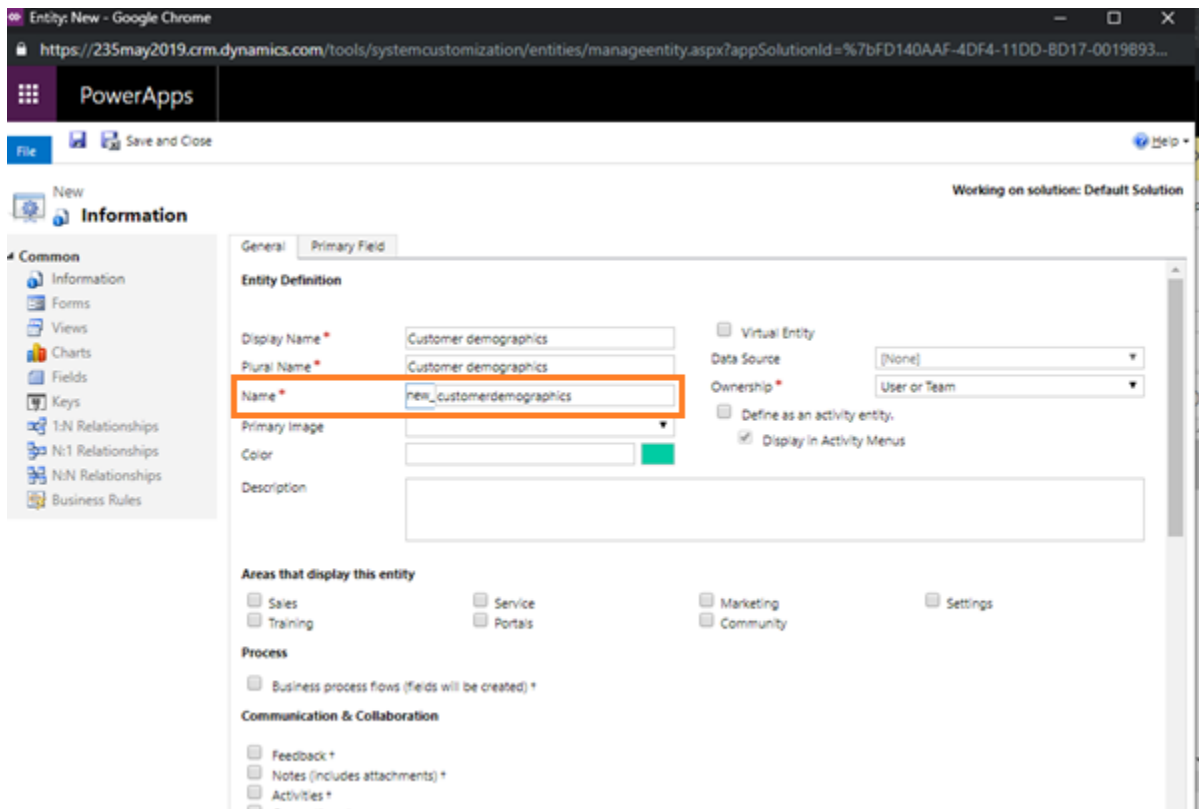 Entity: New - Google Chrome
https://235may2019.crm.dynamics.com/tools/systemcustomization/entities/manageentity.aspx?appSolutionId=%7bFD140AAF-4DF4-11DD-BD17-0019B93...
PowerApps
File Save and Close Help
New
Information
Working on solution: Default Solution
Common
Information
Forms
Views
Charts
Fields
Keys
1:N Relationships
N:1 Relationships
N:N Relationships
Business Rules
General Primary Field
Entity Definition
Display Name* Customer demographics
Plural Name* Customer demographics
Name* new_customerdemographics
Primary Image
Color
Description
Virtual Entity
Data Source [None]
Ownership* User or Team
Define as an activity entity.
Display in Activity Menus
Areas that display this entity
Sales Service Marketing Settings
Training Portals Community
Process
Business process flows (fields will be created) +
Communication & Collaboration
Feedback +
Notes (includes attachments) +
Activities +